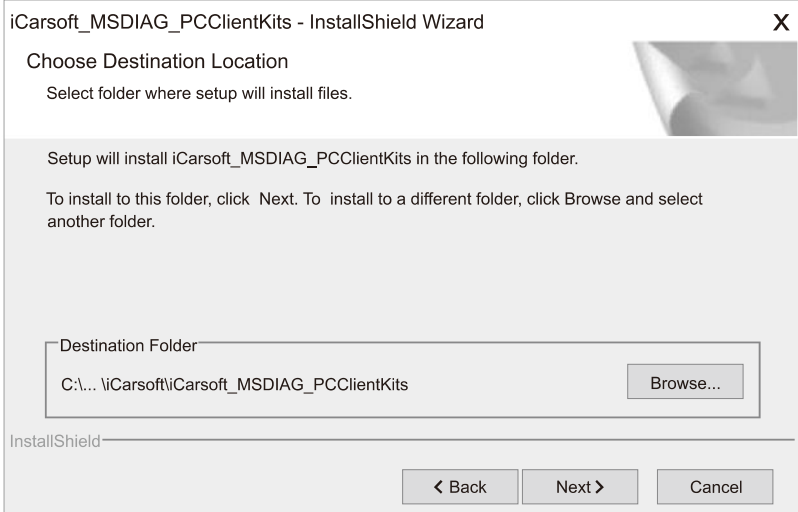 iCarsoft_MSDIAG_PCClientKits - InstallShield Wizard X
Choose Destination Location
Select folder where setup will install files.
Setup will install iCarsoft_MSDIAG_PCClientKits in the following folder.
To install to this folder, click Next. To install to a different folder, click Browse and select
another folder.
Destination Folder
C:\... \iCarsoft\iCarsoft_MSDIAG_PCClientKits
Browse...
InstallShield
< Back Next > Cancel